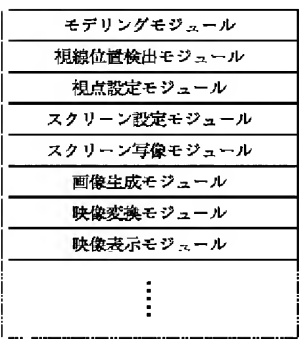 モデリングモジュール
視線位置検出モジュール
視点設定モジュール
スクリーン設定モジュール
スクリーン写像モジュール
画像生成モジュール
映像変換モジュール
映像表示モジュール